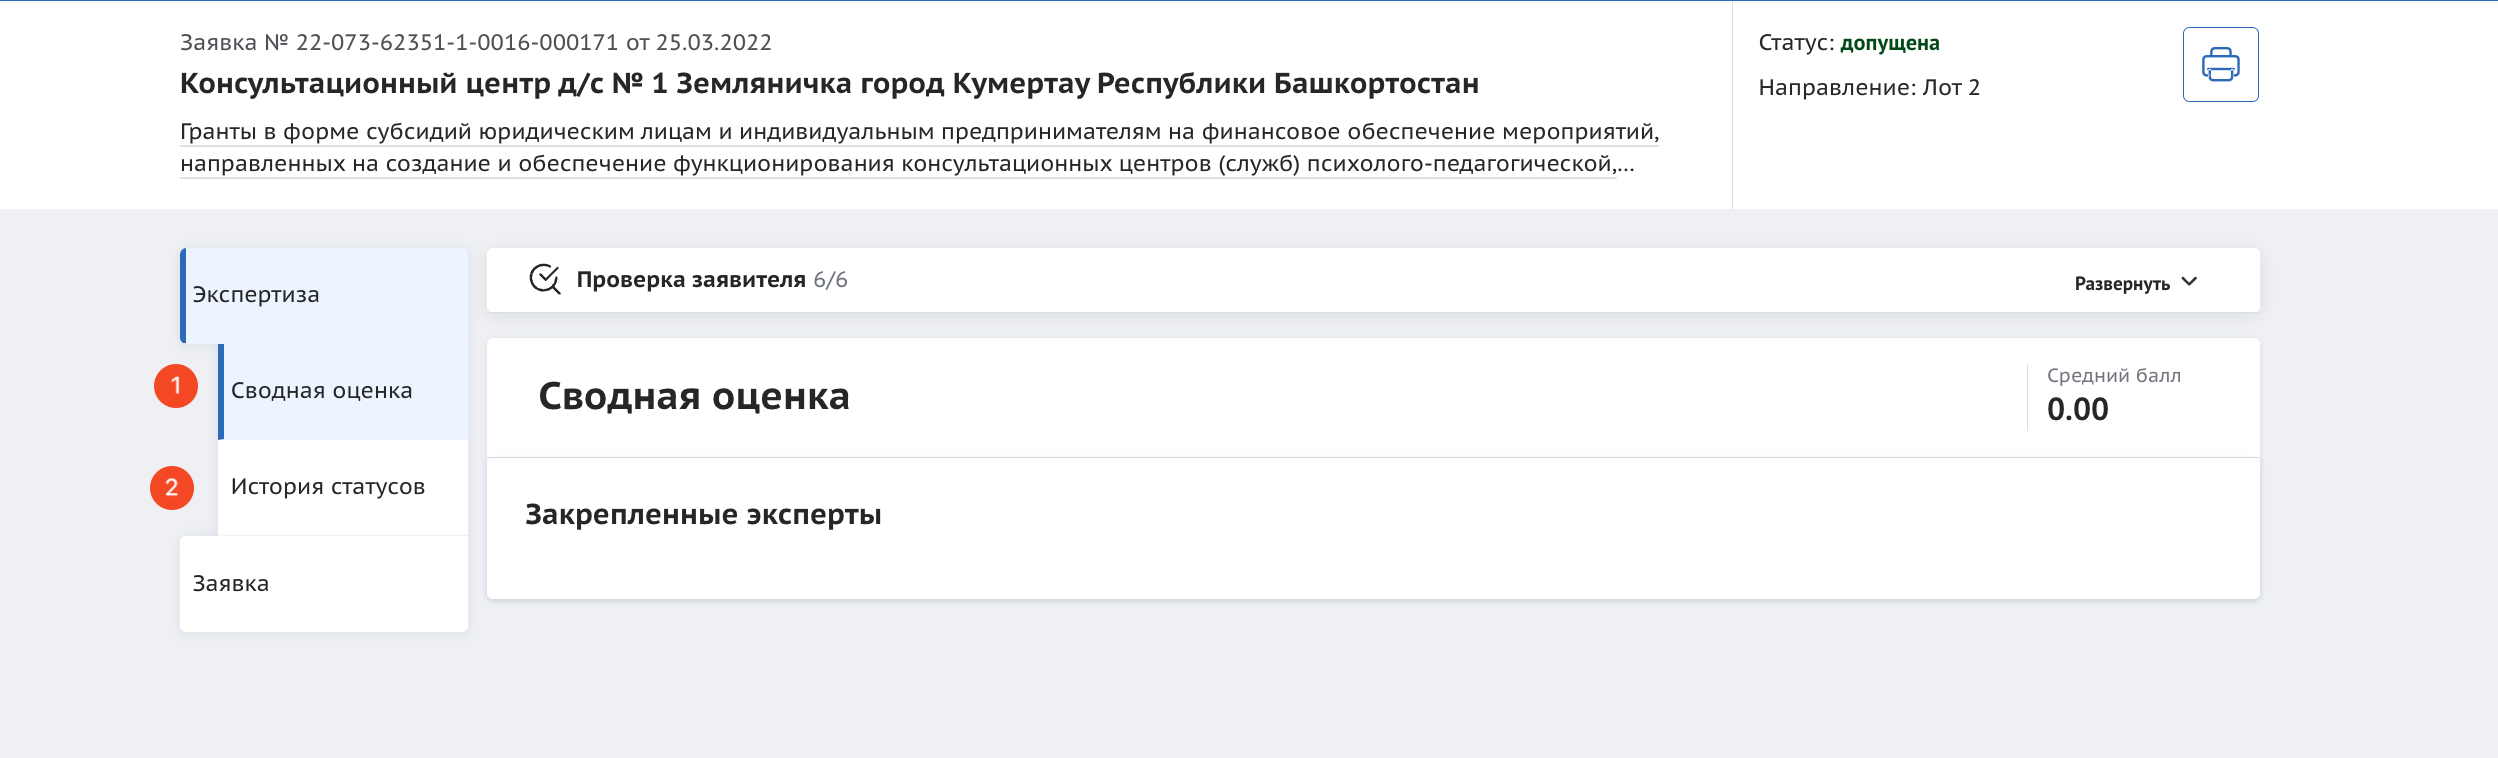 Заявка № 22-073-62351-1-0016-000171 от 25.03.2022
Консультационный центр д/с № 1 Земляничка город Кумертау Республики Башкортостан
Гранты в форме субсидий юридическим лицам и индивидуальным предпринимателям на финансовое обеспечение мероприятий,
направленных на создание и обеспечение функционирования консультационных центров (служб) психолого-педагогической,...
Статус: допущена
Направление: Лот 2
Экспертиза
1
Сводная оценка
2
История статусов
Заявка
Проверка заявителя 6/6
Развернуть
Сводная оценка
Средний балл
0.00
Закрепленные эксперты